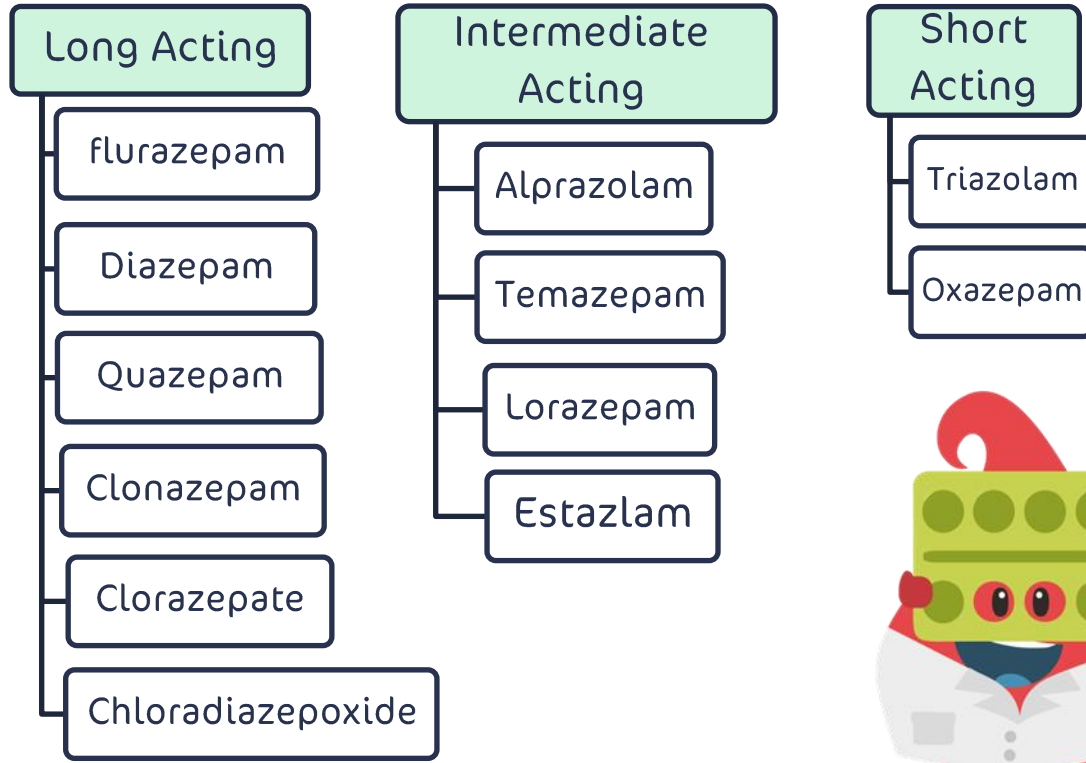 Long Acting
flurazepam
Diazepam
Quazepam
Clonazepam
Clorazepate
Chloradiazepoxide
Intermediate
Acting
Alprazolam
Temazepam
Lorazepam
Estazlam
Short
Acting
Triazolam
Oxazepam